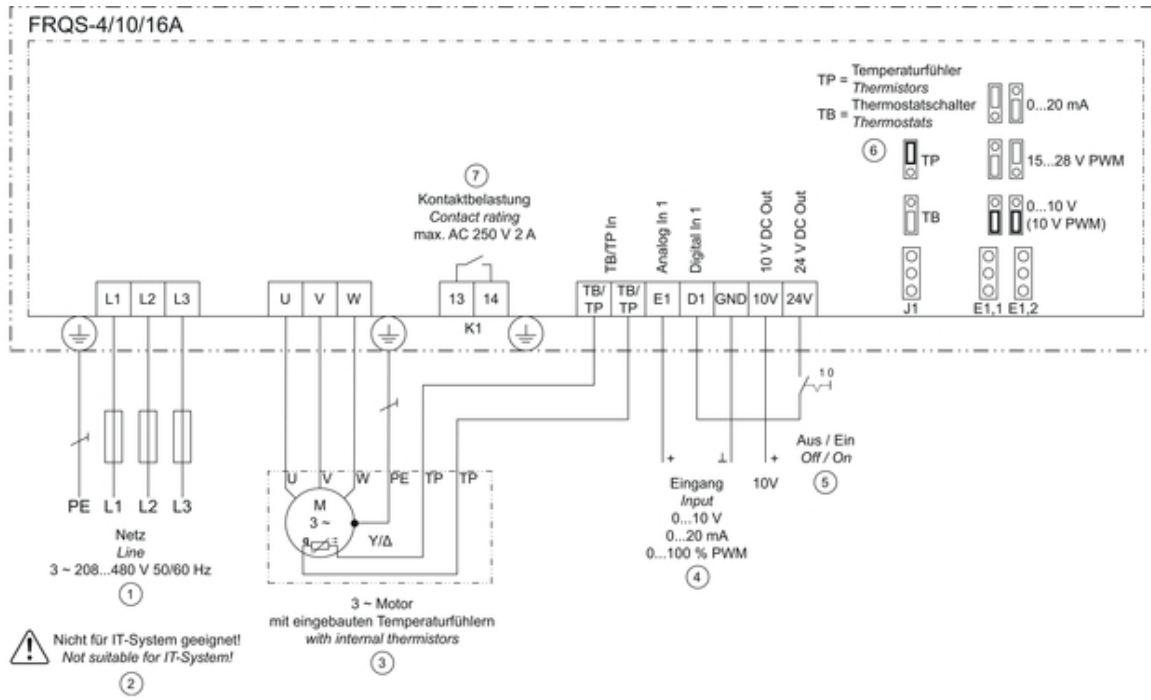 FRQS-4/10/16A
TP = Temperaturfühler
Thermistors
TB = Thermostatschalter
Thermostats
6
TP
TB
J1
0...20 mA
15...28 V PWM
0...10 V
(10 V PWM)
E1,1 E1,2
7
Kontaktbelastung
Contact rating
max. AC 250 V 2 A
TB/TP In
Analog In 1
Digital In 1
10 V DC Out
24 V DC Out
L1 L2 L3
U V W
13 14
K1
TB/ TP TB/ TP E1 D1 GND 10V 24V
1 0
Aus / Ein
Off / On
5
PE L1 L2 L3
Netz
Line
3 ~ 208...480 V 50/60 Hz
1
Nicht für IT-System geeignet!
Not suitable for IT-System!
2
U V W PE TP TP
M
3 ~
Y/Δ
3 ~ Motor
mit eingebauten Temperaturfühlern
with internal thermistors
3
+ ⊥ +
Eingang 10V
Input
0...10 V
0...20 mA
0...100 % PWM
4